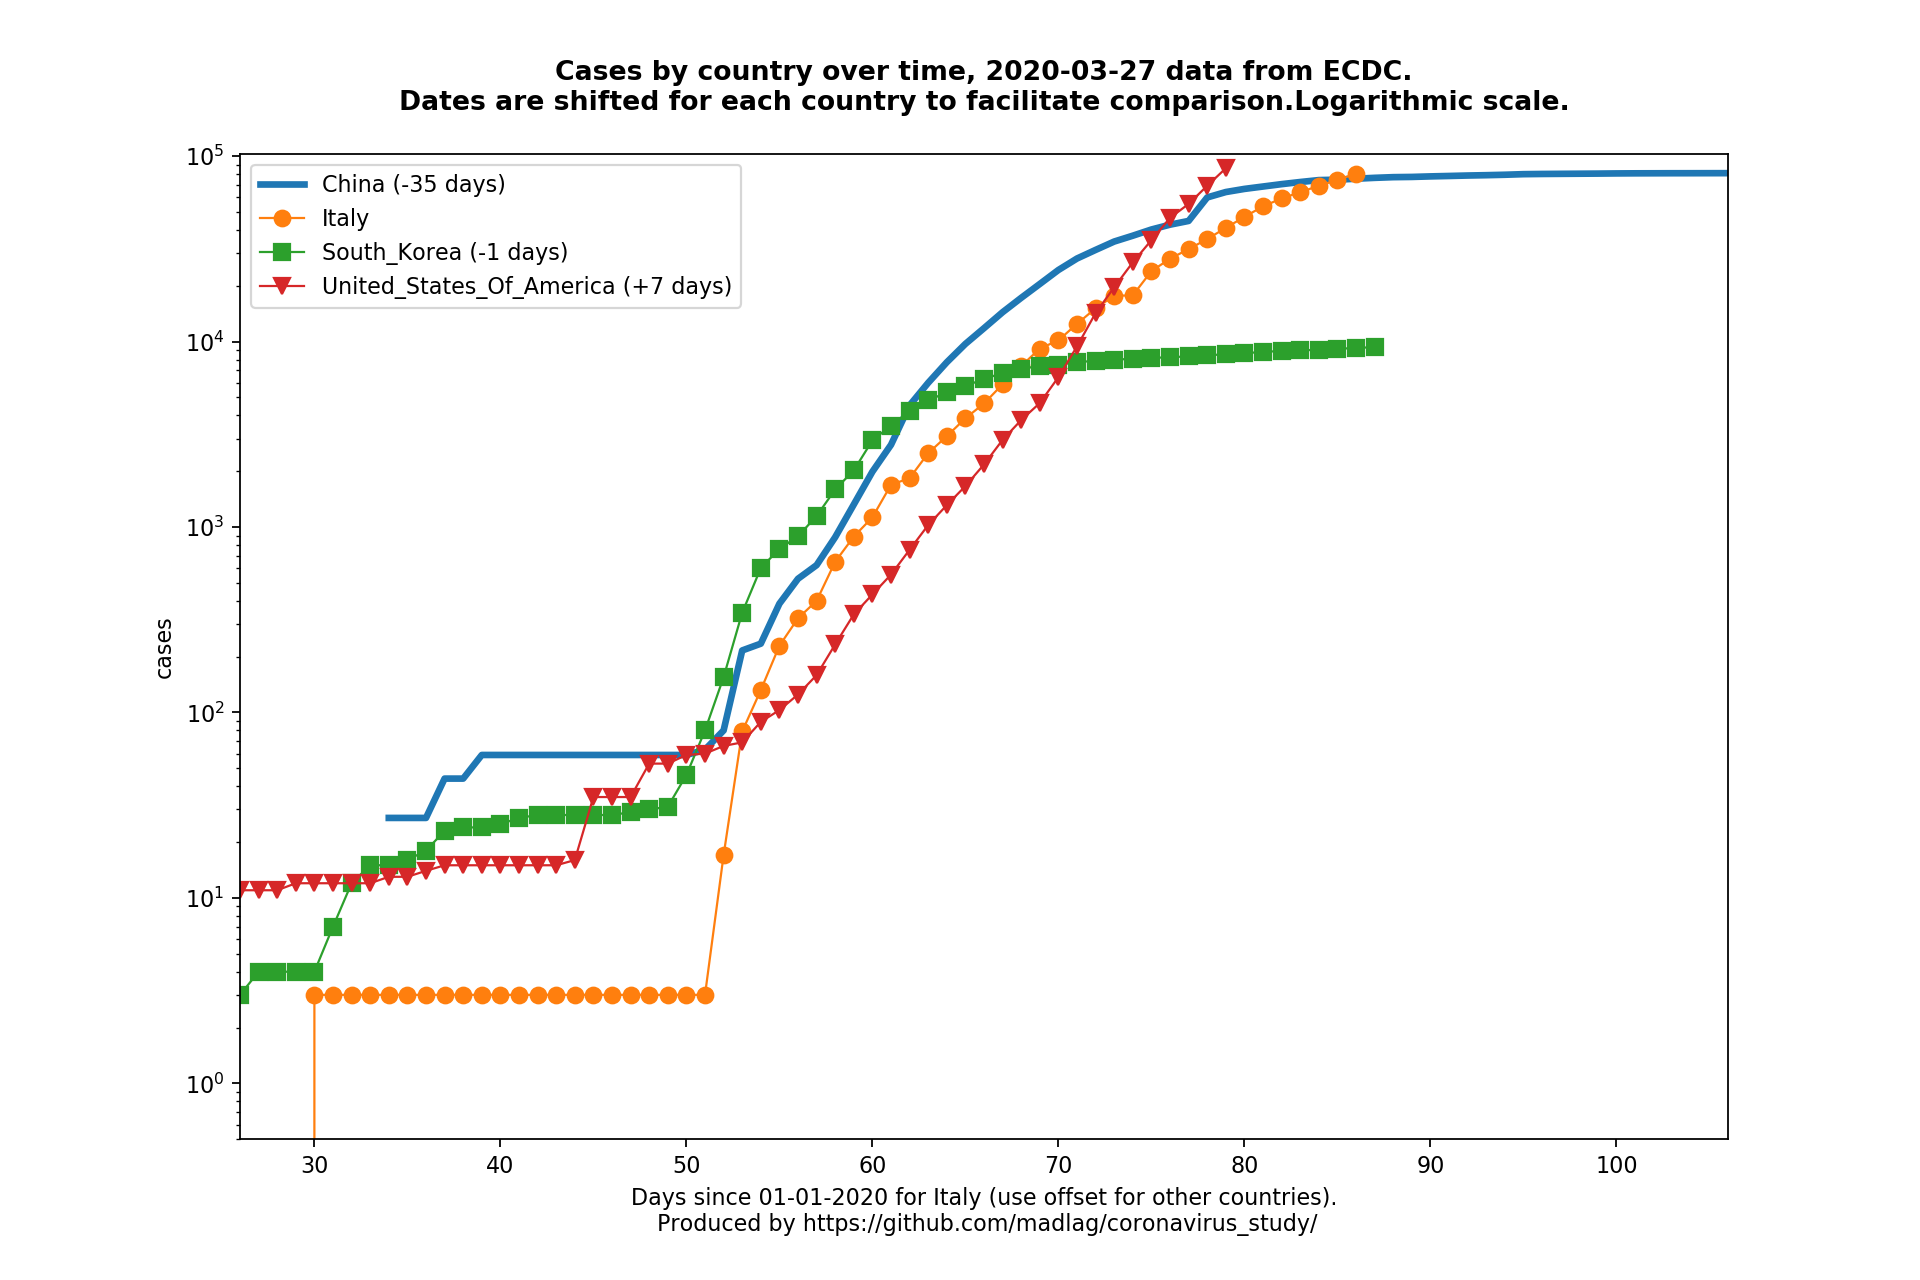 Cases by country over time, 2020-03-27 data from ECDC.
Dates are shifted for each country to facilitate comparison.Logarithmic scale.
10^5
10^4
10^3
10^2
10^1
10^0
cases
China (-35 days)
Italy
South_Korea (-1 days)
United_States_Of_America (+7 days)
30 40 50 60 70 80 90 100
Days since 01-01-2020 for Italy (use offset for other countries).
Produced by https://github.com/madlag/coronavirus_study/